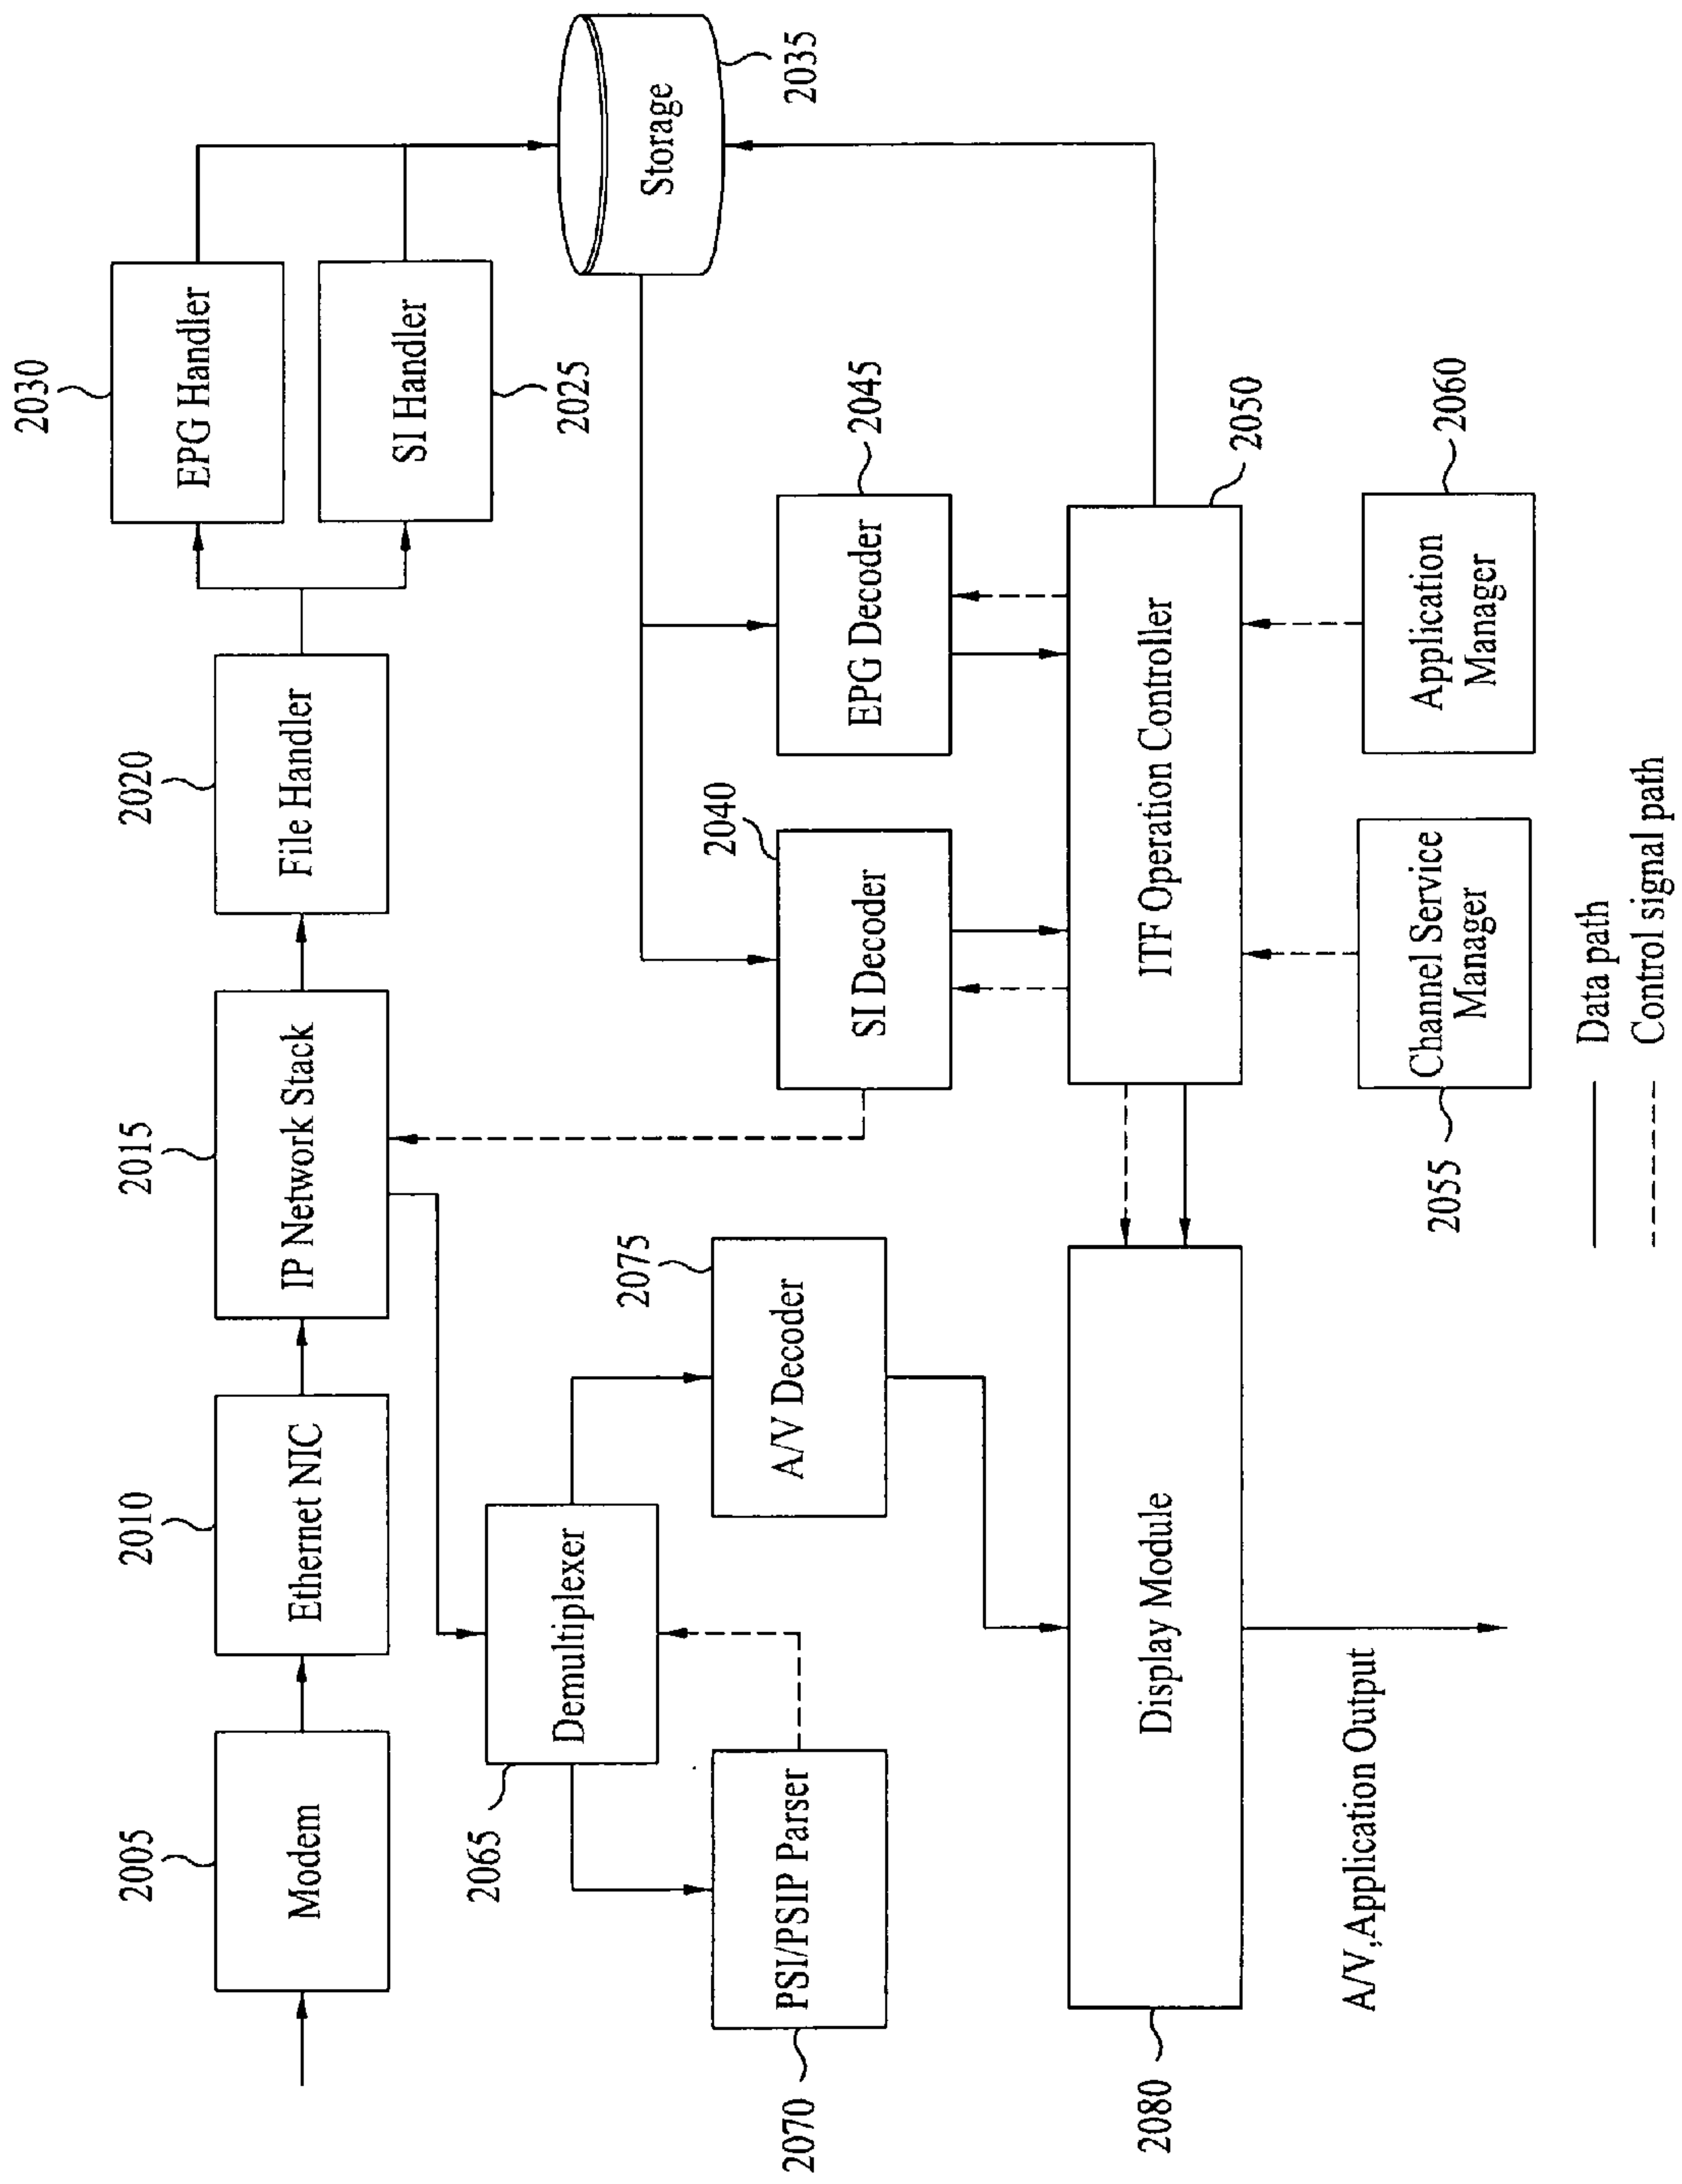 2005
Modem
2010
Ethernet NIC
2015
IP Network Stack
2020
File Handler
2030
EPG Handler
SI Handler
2025
2035
Storage
2065
Demultiplexer
2070
PSI/PSIP Parser
2075
A/V Decoder
2040
SI Decoder
2045
EPG Decoder
2050
ITF Operation Controller
2080
Display Module
2055
Channel Service
Manager
2060
Application
Manager
A/V,Application Output
Data path
Control signal path